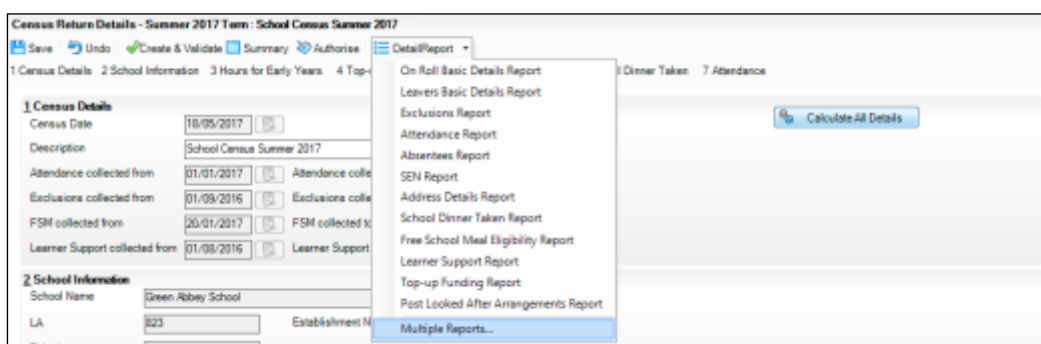 Census Return Details - Summer 2017 Term : School Census Summer 2017
Save Undo Create & Validate Summary Authorise DetailReport
1 Census Details 2 School Information 3 Hours for Early Years 4 Top- Dinner Taken 7 Attendance
On Roll Basic Details Report
Leavers Basic Details Report
Exclusions Report
Attendance Report
Absentees Report
SEN Report
Address Details Report
School Dinner Taken Report
Free School Meal Eligibility Report
Learner Support Report
Top-up Funding Report
Post Looked After Arrangements Report
Multiple Reports...
1 Census Details
Calculate All Details
Census Date 18/05/2017
Description School Census Summer 2017
Attendance collected from 01/01/2017 Attendance colle
Exclusions collected from 01/09/2016 Exclusions colle
FSM collected from 20/01/2017 FSM collected to
Learner Support collected from 01/08/2016 Learner Support
2 School Information
School Name Green Abbey School
LA 823 Establishment N